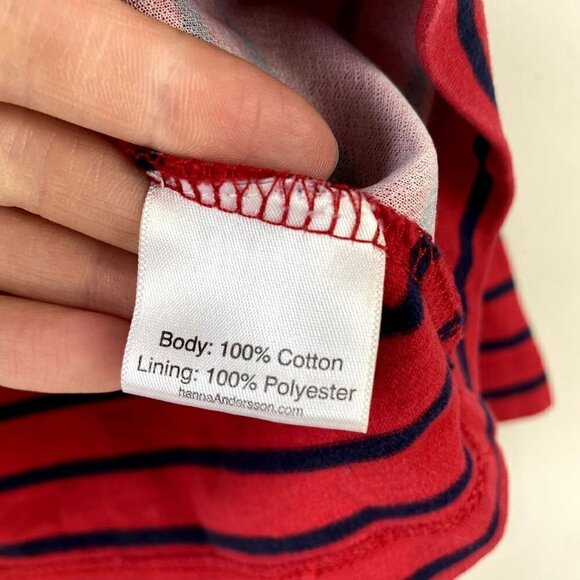 Body: 100% Cotton
Lining: 100% Polyester
hannaAndersson.com